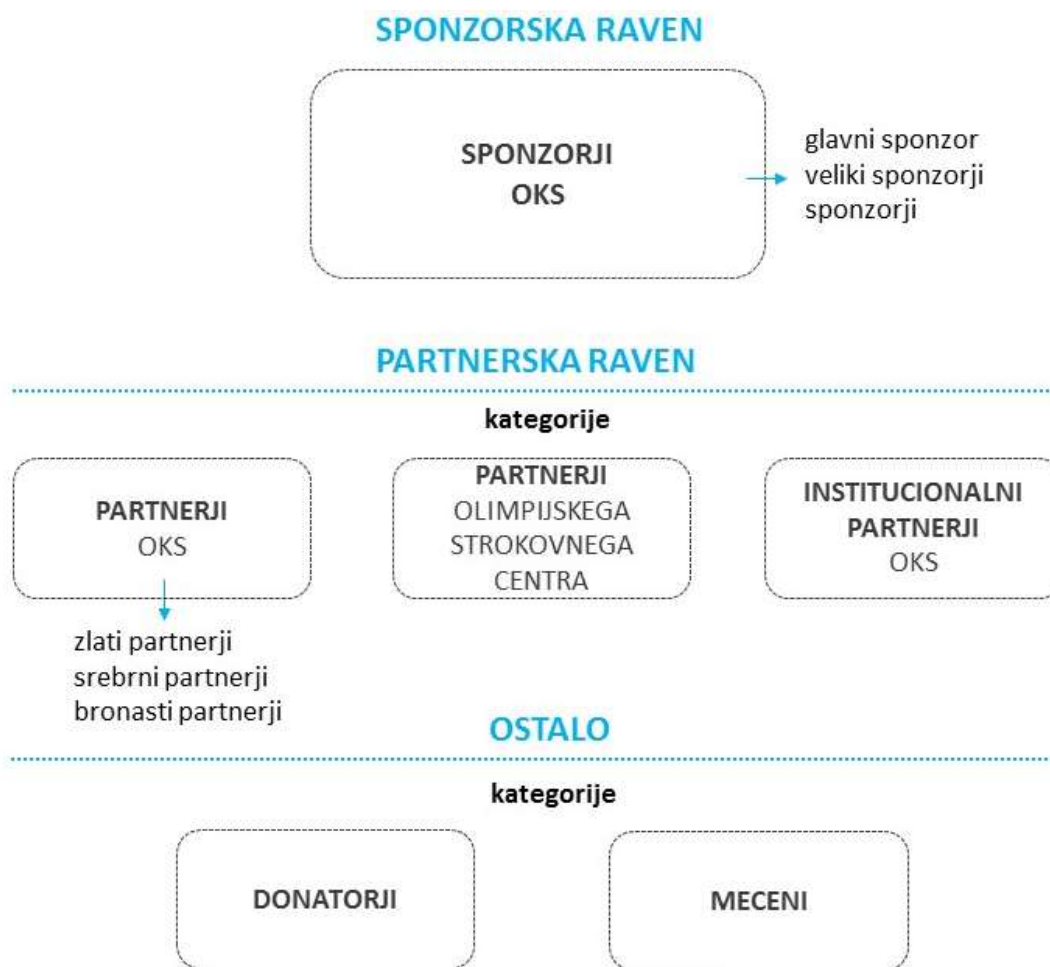 SPONZORSKA RAVEN
SPONZORJI
OKS
glavni sponzor
veliki sponzorji
sponzorji
PARTNERSKA RAVEN
kategorije
PARTNERJI
OKS
zlati partnerji
srebrni partnerji
bronasti partnerji
PARTNERJI
OLIMPIJSKEGA
STROKOVNEGA
CENTRA
INSTITUCIONALNI
PARTNERJI
OKS
OSTALO
kategorije
DONATORJI
MECENI